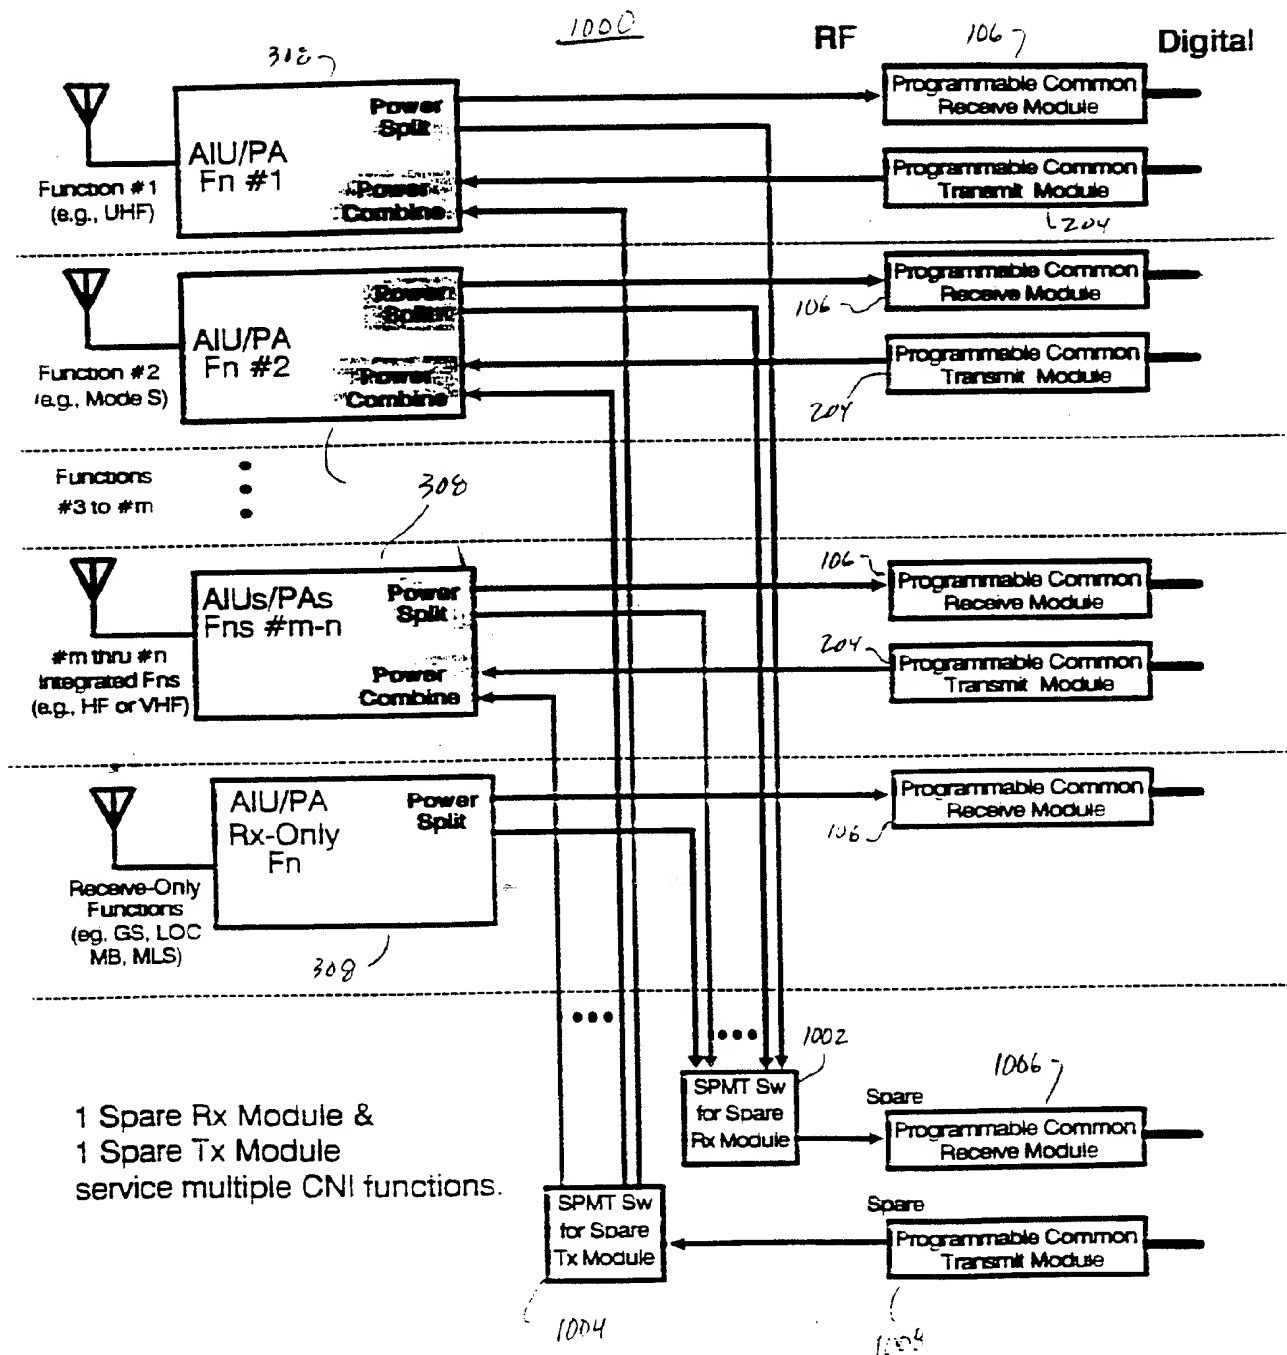 1000
RF
106
Digital
308
Programmable Common
Receive Module
Power
Split
AIU/PA
Fn #1
Power
Combine
Programmable Common
Transmit Module
204
Function #1
(e.g., UHF)
Programmable Common
Receive Module
106
Power
Split
AIU/PA
Fn #2
Power
Combine
Programmable Common
Transmit Module
204
Function #2
(e.g., Mode S)
Functions
#3 to #m
308
AIUs/PAs
Fns #m-n
Power
Split
Power
Combine
106
Programmable Common
Receive Module
204
Programmable Common
Transmit Module
#m thru #n
Integrated Fns
(e.g., HF or VHF)
AIU/PA
Rx-Only
Fn
Power
Split
Programmable Common
Receive Module
106
Receive-Only
Functions
(eg, GS, LOC
MB, MLS)
308
1002
SPMT Sw
for Spare
Rx Module
1006
Spare
Programmable Common
Receive Module
1 Spare Rx Module &
1 Spare Tx Module
service multiple CNI functions.
SPMT Sw
for Spare
Tx Module
1004
Spare
Programmable Common
Transmit Module
1008